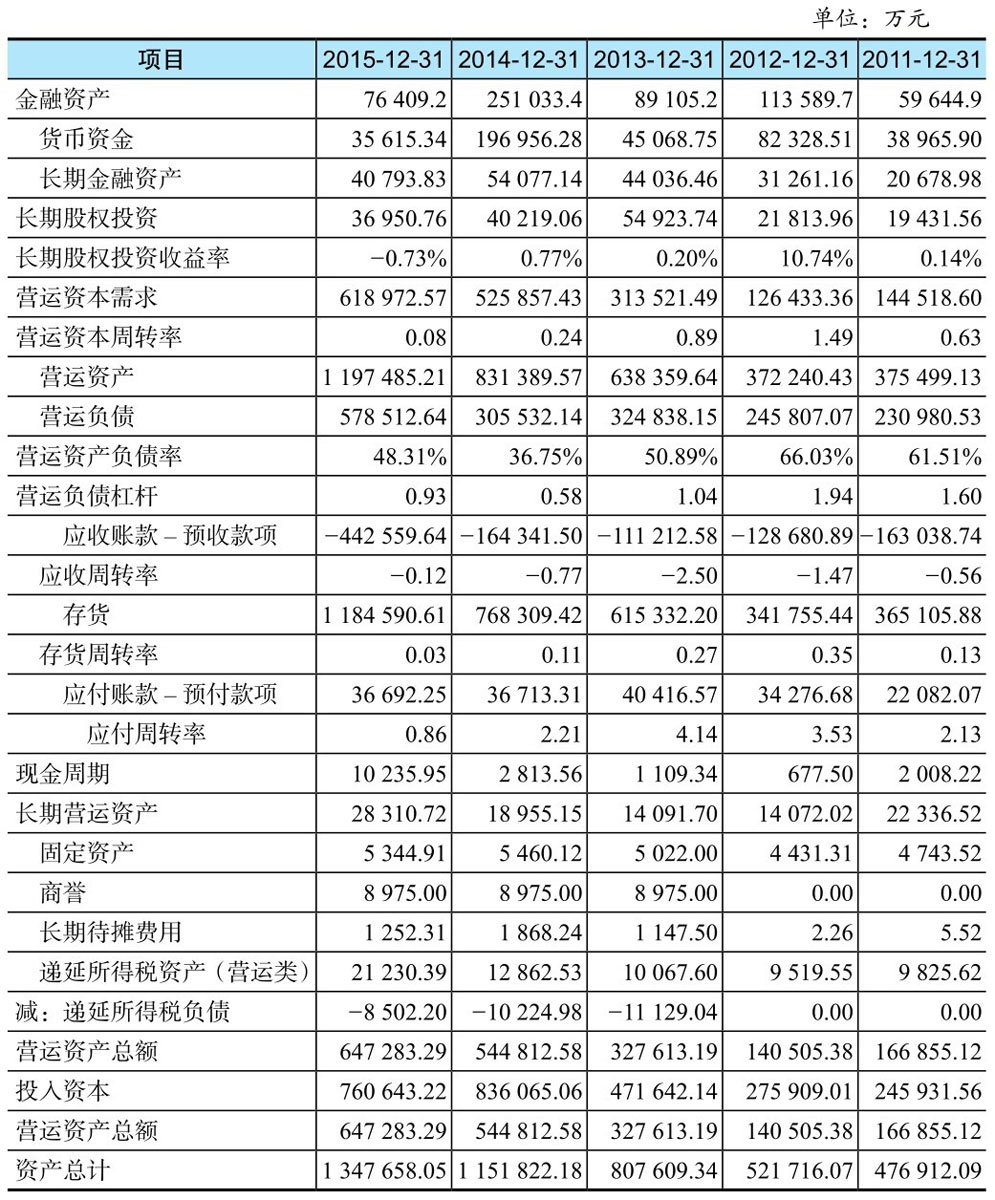 单位：万元
项目 2015-12-31 2014-12-31 2013-12-31 2012-12-31 2011-12-31
金融资产 76 409.2 251 033.4 89 105.2 113 589.7 59 644.9
货币资金 35 615.34 196 956.28 45 068.75 82 328.51 38 965.90
长期金融资产 40 793.83 54 077.14 44 036.46 31 261.16 20 678.98
长期股权投资 36 950.76 40 219.06 54 923.74 21 813.96 19 431.56
长期股权投资收益率 −0.73% 0.77% 0.20% 10.74% 0.14%
营运资本需求 618 972.57 525 857.43 313 521.49 126 433.36 144 518.60
营运资本周转率 0.08 0.24 0.89 1.49 0.63
营运资产 1 197 485.21 831 389.57 638 359.64 372 240.43 375 499.13
营运负债 578 512.64 305 532.14 324 838.15 245 807.07 230 980.53
营运资产负债率 48.31% 36.75% 50.89% 66.03% 61.51%
营运负债杠杆 0.93 0.58 1.04 1.94 1.60
应收账款 – 预收款项 −442 559.64 −164 341.50 −111 212.58 −128 680.89 −163 038.74
应收周转率 −0.12 −0.77 −2.50 −1.47 −0.56
存货 1 184 590.61 768 309.42 615 332.20 341 755.44 365 105.88
存货周转率 0.03 0.11 0.27 0.35 0.13
应付账款 – 预付款项 36 692.25 36 713.31 40 416.57 34 276.68 22 082.07
应付周转率 0.86 2.21 4.14 3.53 2.13
现金周期 10 235.95 2 813.56 1 109.34 677.50 2 008.22
长期营运资产 28 310.72 18 955.15 14 091.70 14 072.02 22 336.52
固定资产 5 344.91 5 460.12 5 022.00 4 431.31 4 743.52
商誉 8 975.00 8 975.00 8 975.00 0.00 0.00
长期待摊费用 1 252.31 1 868.24 1 147.50 2.26 5.52
递延所得税资产（营运类） 21 230.39 12 862.53 10 067.60 9 519.55 9 825.62
减：递延所得税负债 −8 502.20 −10 224.98 −11 129.04 0.00 0.00
营运资产总额 647 283.29 544 812.58 327 613.19 140 505.38 166 855.12
投入资本 760 643.22 836 065.06 471 642.14 275 909.01 245 931.56
营运资产总额 647 283.29 544 812.58 327 613.19 140 505.38 166 855.12
资产总计 1 347 658.05 1 151 822.18 807 609.34 521 716.07 476 912.09